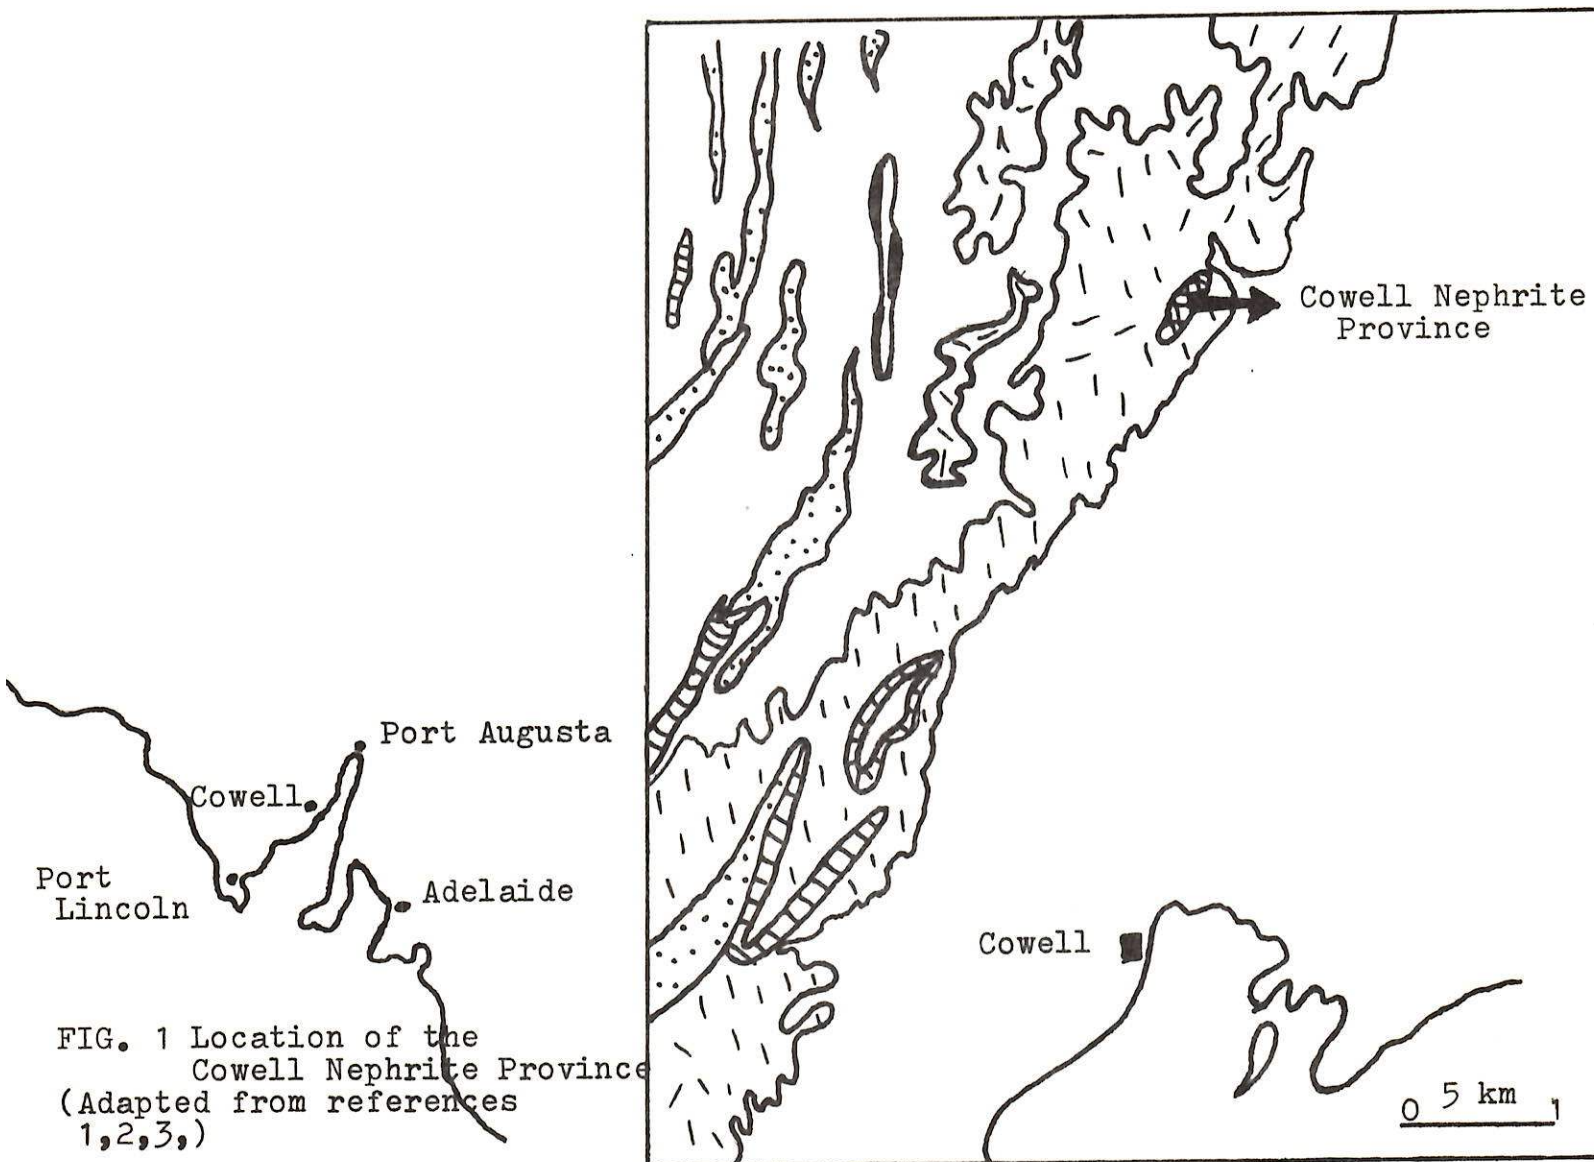 Port Augusta
Cowell
Port
Lincoln
Adelaide
FIG. 1 Location of the
Cowell Nephrite Province
(Adapted from references
1,2,3,)
Cowell Nephrite
Province
Cowell
0 5 km 1